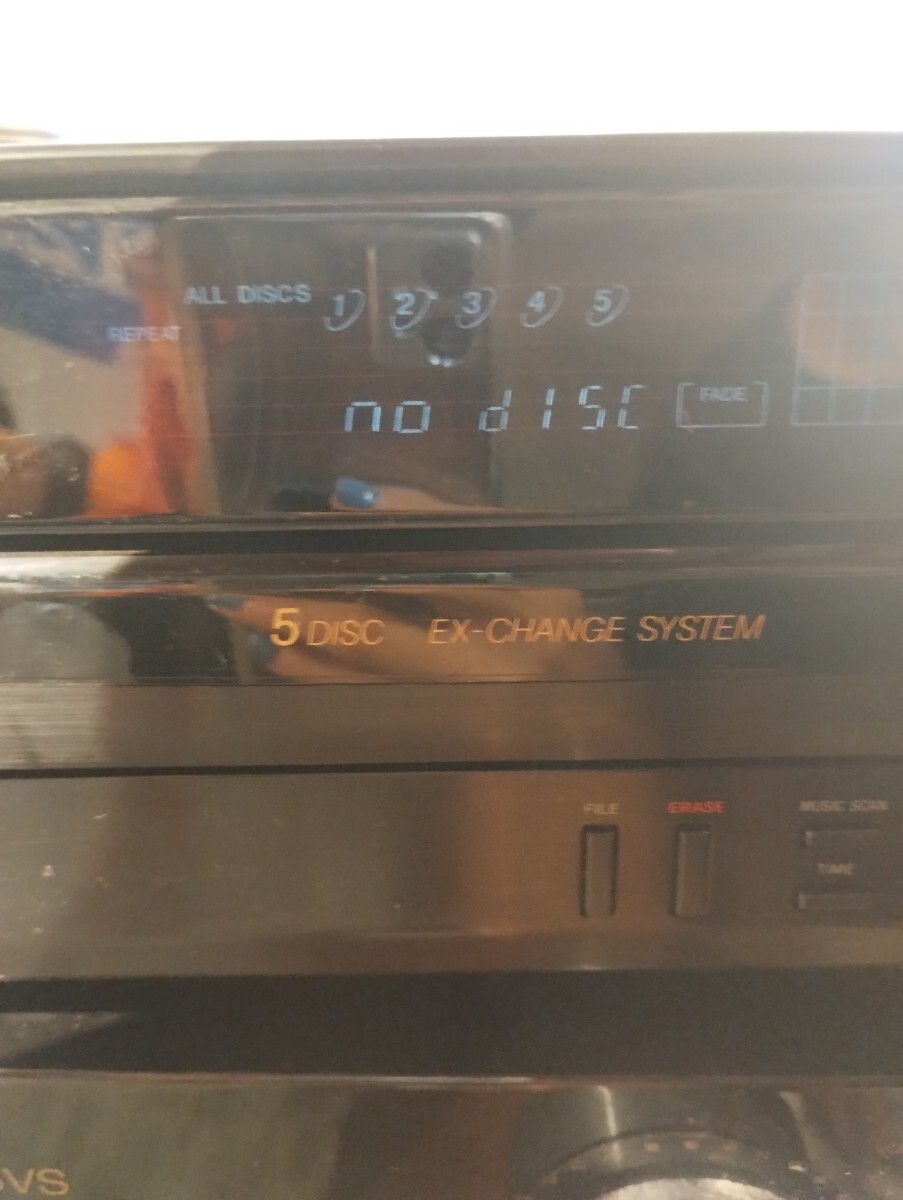 ALL DISCS 1 2 3 4 5
REPEAT
no dISC FADE
5 DISC EX-CHANGE SYSTEM
FILE ERASE MUSIC SCAN
TIME
VS